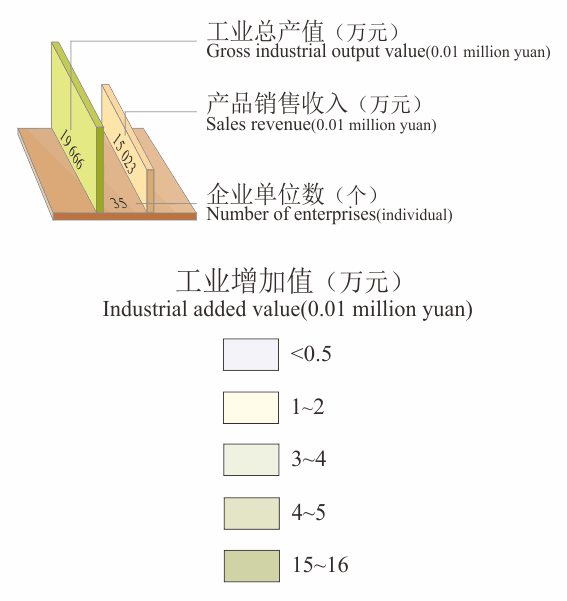 工业总产值（万元）
Gross industrial output value(0.01 million yuan)
产品销售收入（万元）
Sales revenue(0.01 million yuan)
企业单位数（个）
Number of enterprises(individual)
19 666
15 023
35
工业增加值（万元）
Industrial added value(0.01 million yuan)
<0.5
1~2
3~4
4~5
15~16